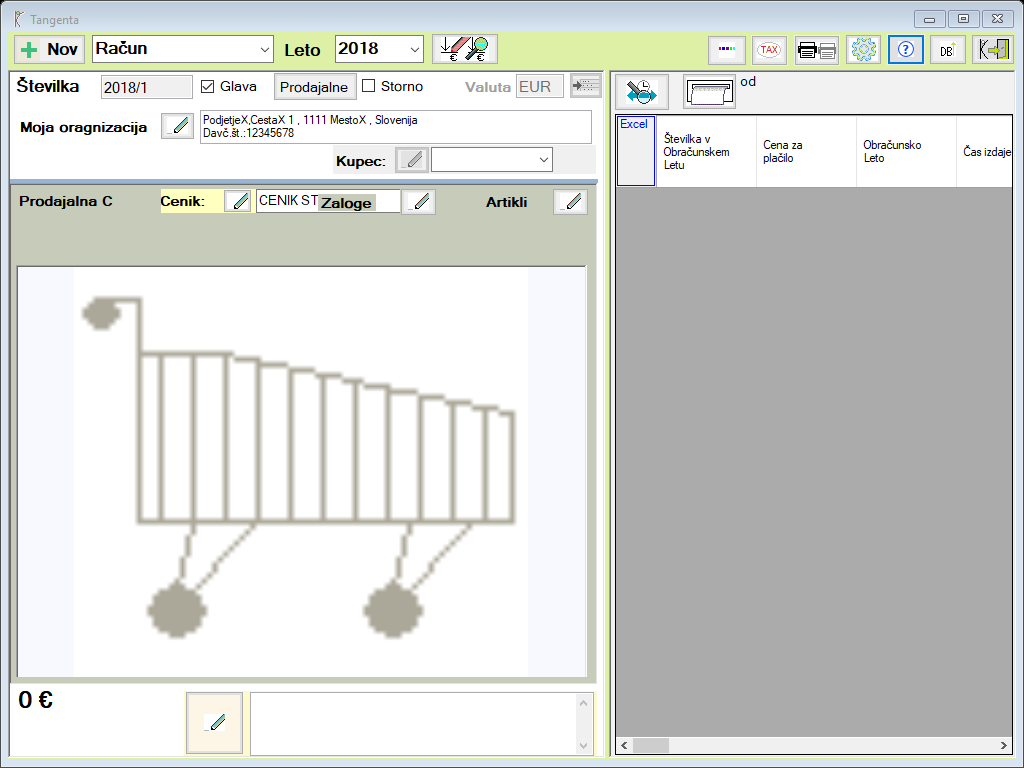 Tangenta
Nov
Račun
Leto
2018
€ €
TAX
?
DB
Številka
2018/1
Glava
Prodajalne
Storno
Valuta
EUR
Moja oragnizacija
PodjetjeX,CestaX 1 , 1111 MestoX , Slovenija
Davč.št.:12345678
Kupec:
od
Excel
Številka v
Obračunskem
Letu
Cena za
plačilo
Obračunsko
Leto
Čas izdaje
Prodajalna C
Cenik:
CENIK ST
Zaloge
Artikli
0 €